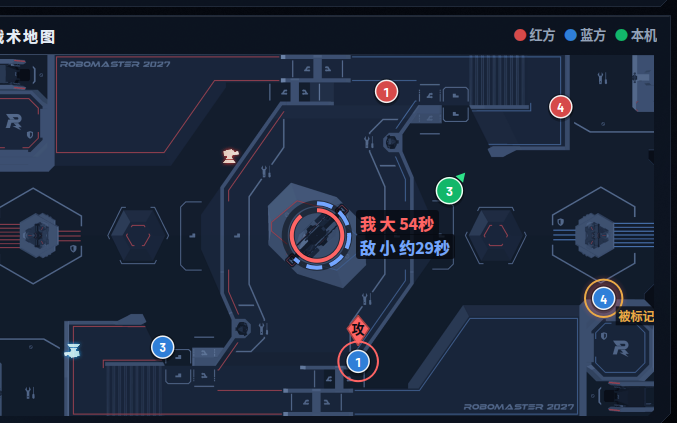 战术地图
红方 蓝方 本机
ROBOMASTER 2027
1
4
3
我 大 54秒
敌 小 约29秒
4
被标记
攻
3
1
ROBOMASTER 2027